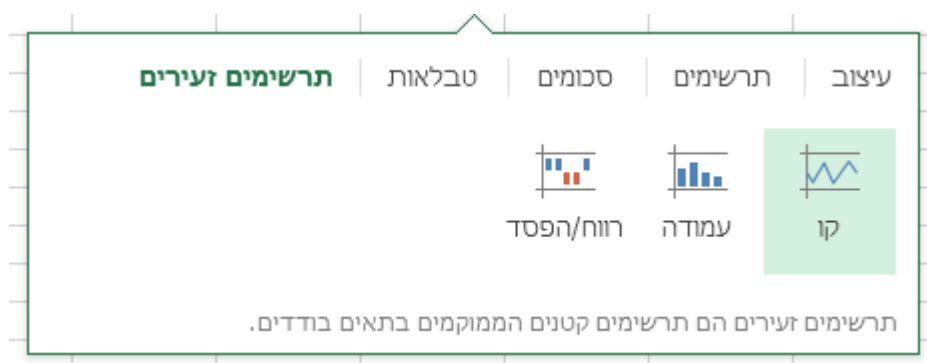 עיצוב תרשימים סכומים טבלאות תרשימים זעירים
קו עמודה רווח/הפסד
תרשימים זעירים הם תרשימים קטנים הממוקמים בתאים בודדים.